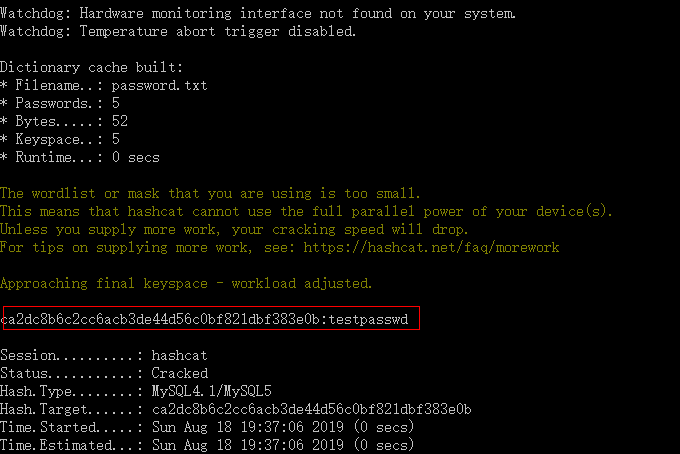 Watchdog: Hardware monitoring interface not found on your system.
Watchdog: Temperature abort trigger disabled.
Dictionary cache built:
* Filename..: password.txt
* Passwords.: 5
* Bytes.....: 52
* Keyspace..: 5
* Runtime...: 0 secs
The wordlist or mask that you are using is too small.
This means that hashcat cannot use the full parallel power of your device(s).
Unless you supply more work, your cracking speed will drop.
For tips on supplying more work, see: https://hashcat.net/faq/morework
Approaching final keyspace - workload adjusted.
ca2dc8b6c2cc6acb3de44d56c0bf821dbf383e0b:testpasswd
Session..........: hashcat
Status...........: Cracked
Hash.Type........: MySQL4.1/MySQL5
Hash.Target......: ca2dc8b6c2cc6acb3de44d56c0bf821dbf383e0b
Time.Started.....: Sun Aug 18 19:37:06 2019 (0 secs)
Time.Estimated...: Sun Aug 18 19:37:06 2019 (0 secs)